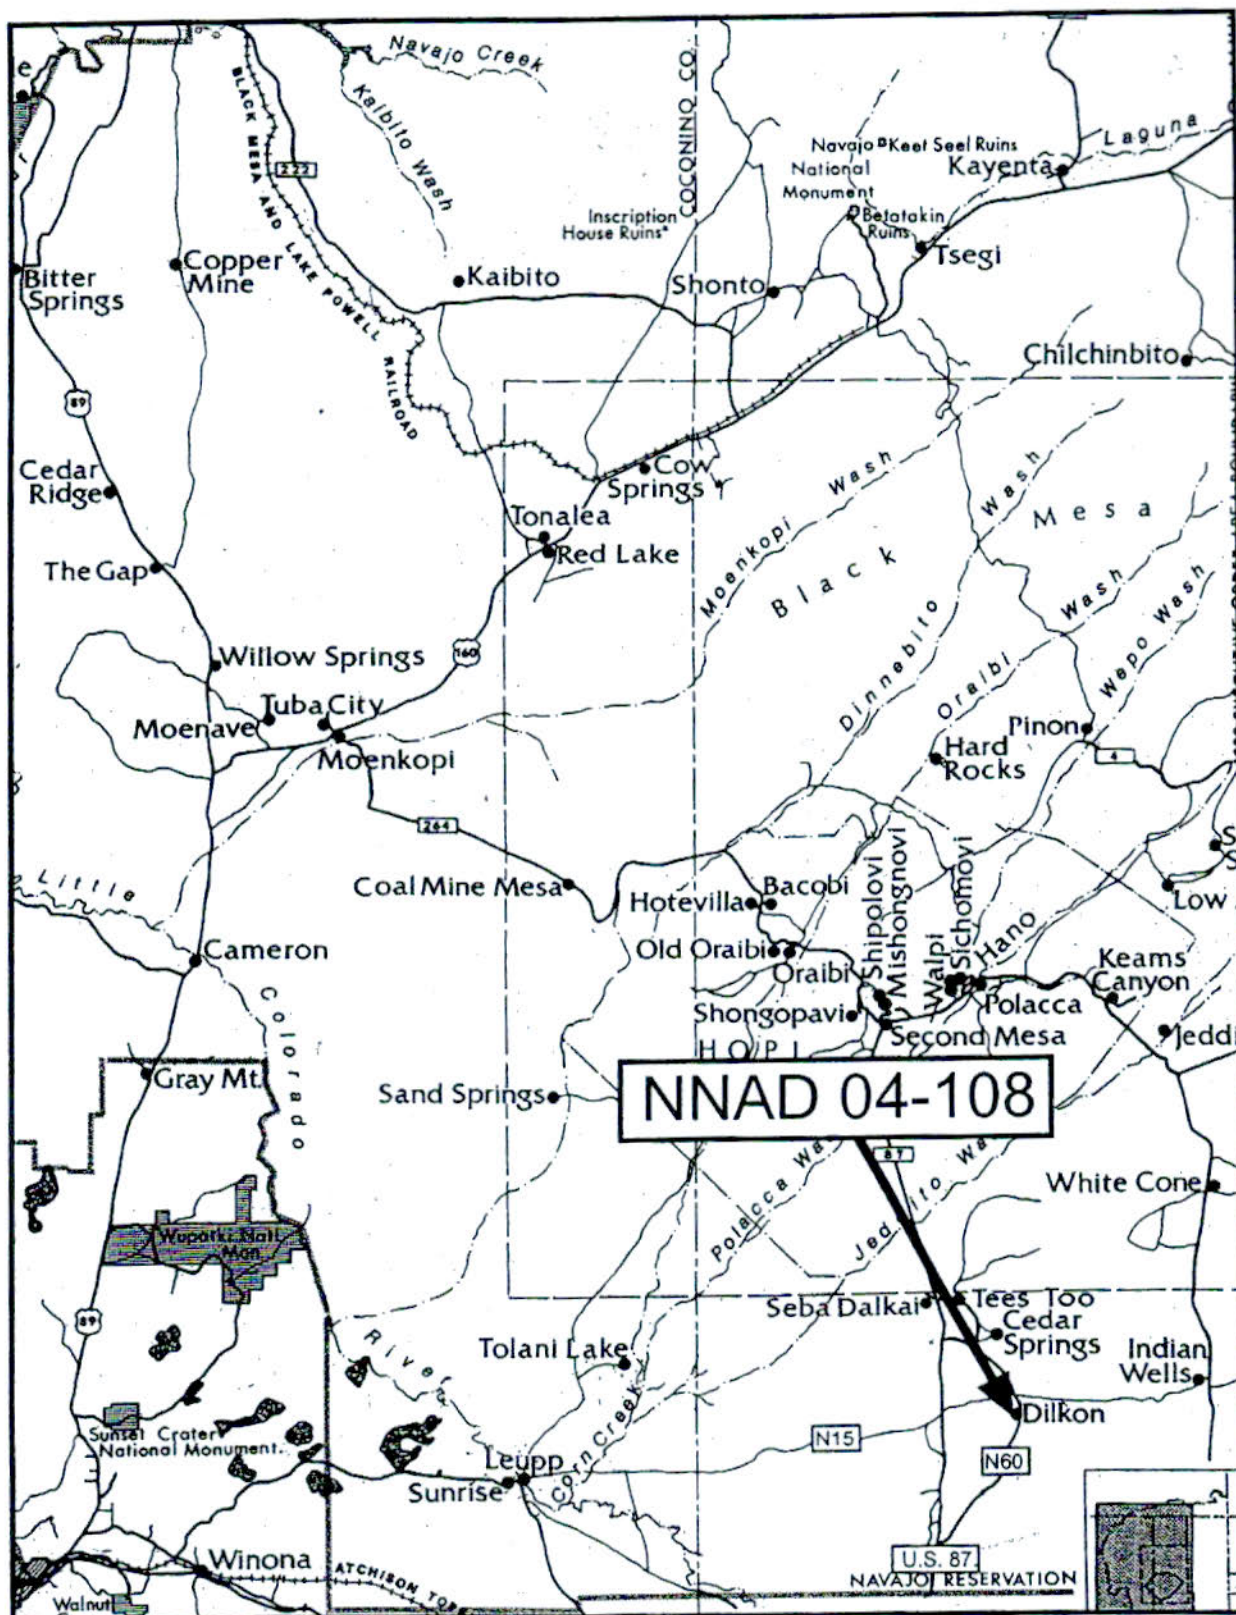 Navajo Creek
Kaibito Wash
BLACK MESA AND LAKE POWELL RAILROAD
222
COCONINO CO
Navajo
National
Monument
Keet Seel Ruins
Kayenta
Laguna
Inscription
House Ruins
Betatakin
Ruins
Tsegi
Bitter
Springs
Copper
Mine
Kaibito
Shonto
Chilchinbito
89
Cedar
Ridge
Cow
Springs
Moenkopi Wash
Dinnebito Wash
Black Mesa
Tonalea
Red Lake
The Gap
Oraibi Wash
Wepo Wash
Willow Springs
160
Tuba City
Moenave
Moenkopi
Pinon
4
Hard
Rocks
264
Coal Mine Mesa
Hotevilla
Bacobi
Shipolovi
Mishongnovi
Walpi
Sichomovi
Hano
Low
Little
Colorado
River
Cameron
Old Oraibi
Oraibi
Keams
Canyon
Polacca
Shongopavi
Second Mesa
Jeddi
HOPI
Gray Mt.
Sand Springs
NNAD 04-108
87
Polacca Wa
Jed ito Wa
White Cone
Wupatki Natl
Mon.
Seba Dalkai
Tees Too
Cedar
Springs
89
Tolani Lake
Indian
Wells
Dilkon
Corn Creek
Sunset Crater
National Monument
N15
N60
Leupp
Sunrise
Winona
ATCHISON TOP
U.S. 87
NAVAJO RESERVATION
Walnut